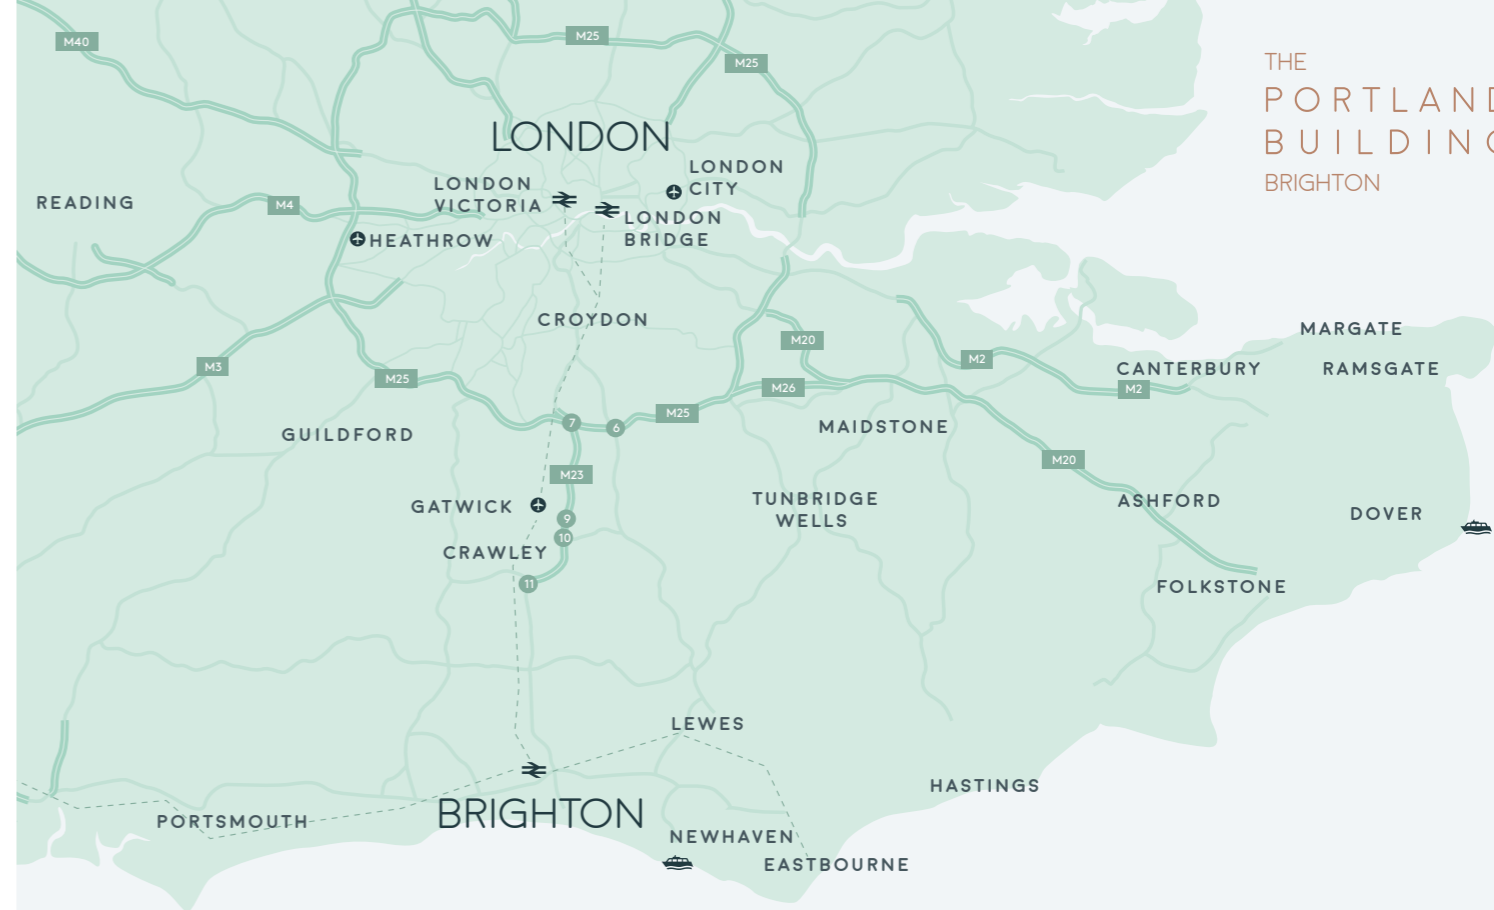 M40
M25
M25
THE
PORTLAND
BUILDING
BRIGHTON
LONDON
LONDON
CITY
LONDON
VICTORIA
LONDON
BRIDGE
READING
M4
HEATHROW
CROYDON
M3
M25
M20
M26
M2
M2
MARGATE
CANTERBURY
RAMSGATE
M25
7
6
GUILDFORD
MAIDSTONE
M23
M20
GATWICK
9
10
TUNBRIDGE
WELLS
ASHFORD
DOVER
CRAWLEY
11
FOLKSTONE
LEWES
HASTINGS
PORTSMOUTH
BRIGHTON
NEWHAVEN
EASTBOURNE